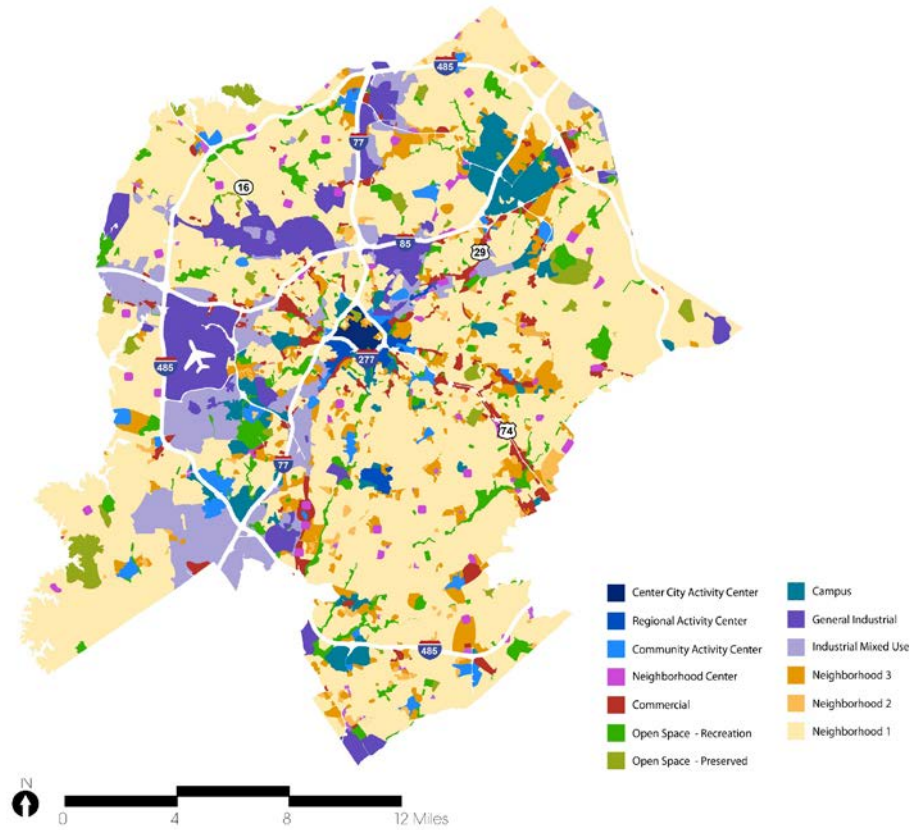 485
77
16
85
29
485
277
74
77
485
Center City Activity Center
Regional Activity Center
Community Activity Center
Neighborhood Center
Commercial
Open Space - Recreation
Open Space - Preserved
Campus
General Industrial
Industrial Mixed Use
Neighborhood 3
Neighborhood 2
Neighborhood 1
N
0 4 8 12 Miles